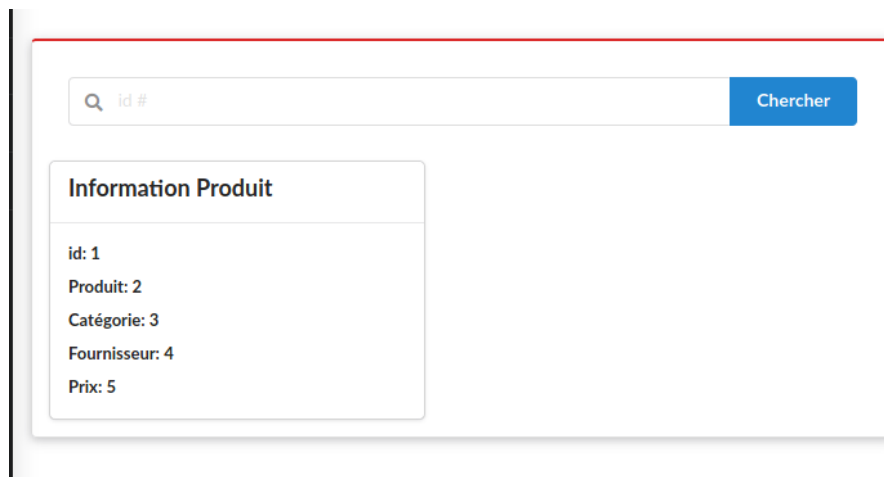 id #
Chercher
Information Produit
id: 1
Produit: 2
Catégorie: 3
Fournisseur: 4
Prix: 5